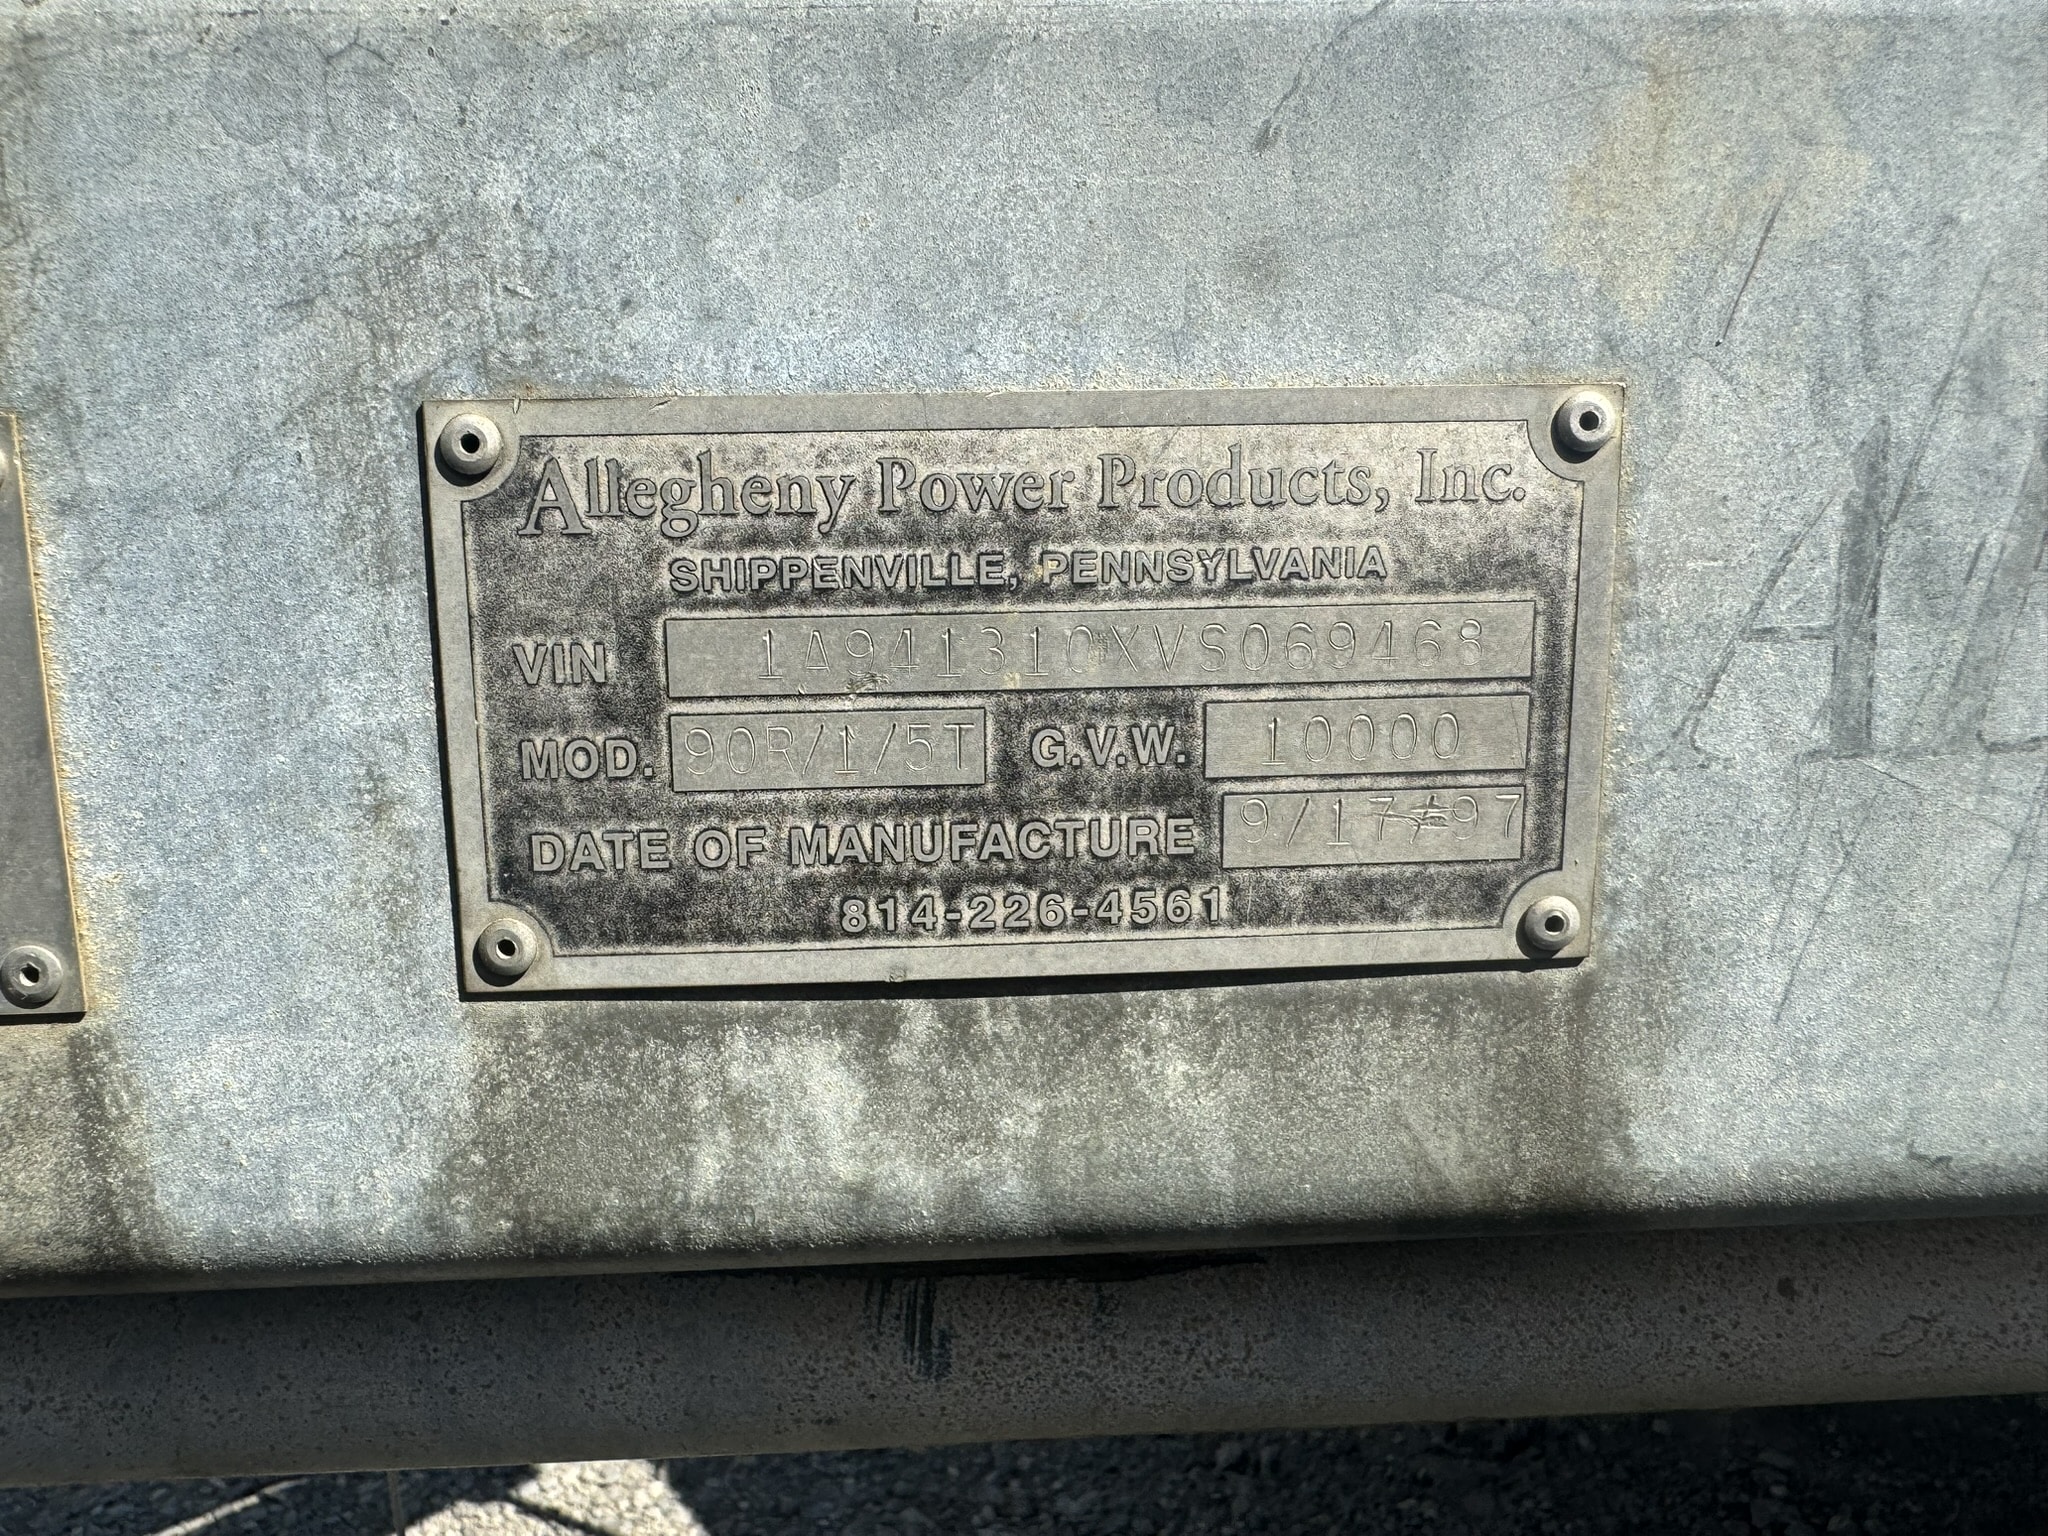 Allegheny Power Products, Inc.
SHIPPENVILLE, PENNSYLVANIA
VIN 1A941310XVS069468
MOD. 90R/1/5T G.V.W. 10000
DATE OF MANUFACTURE 9/17/97
814-226-4561